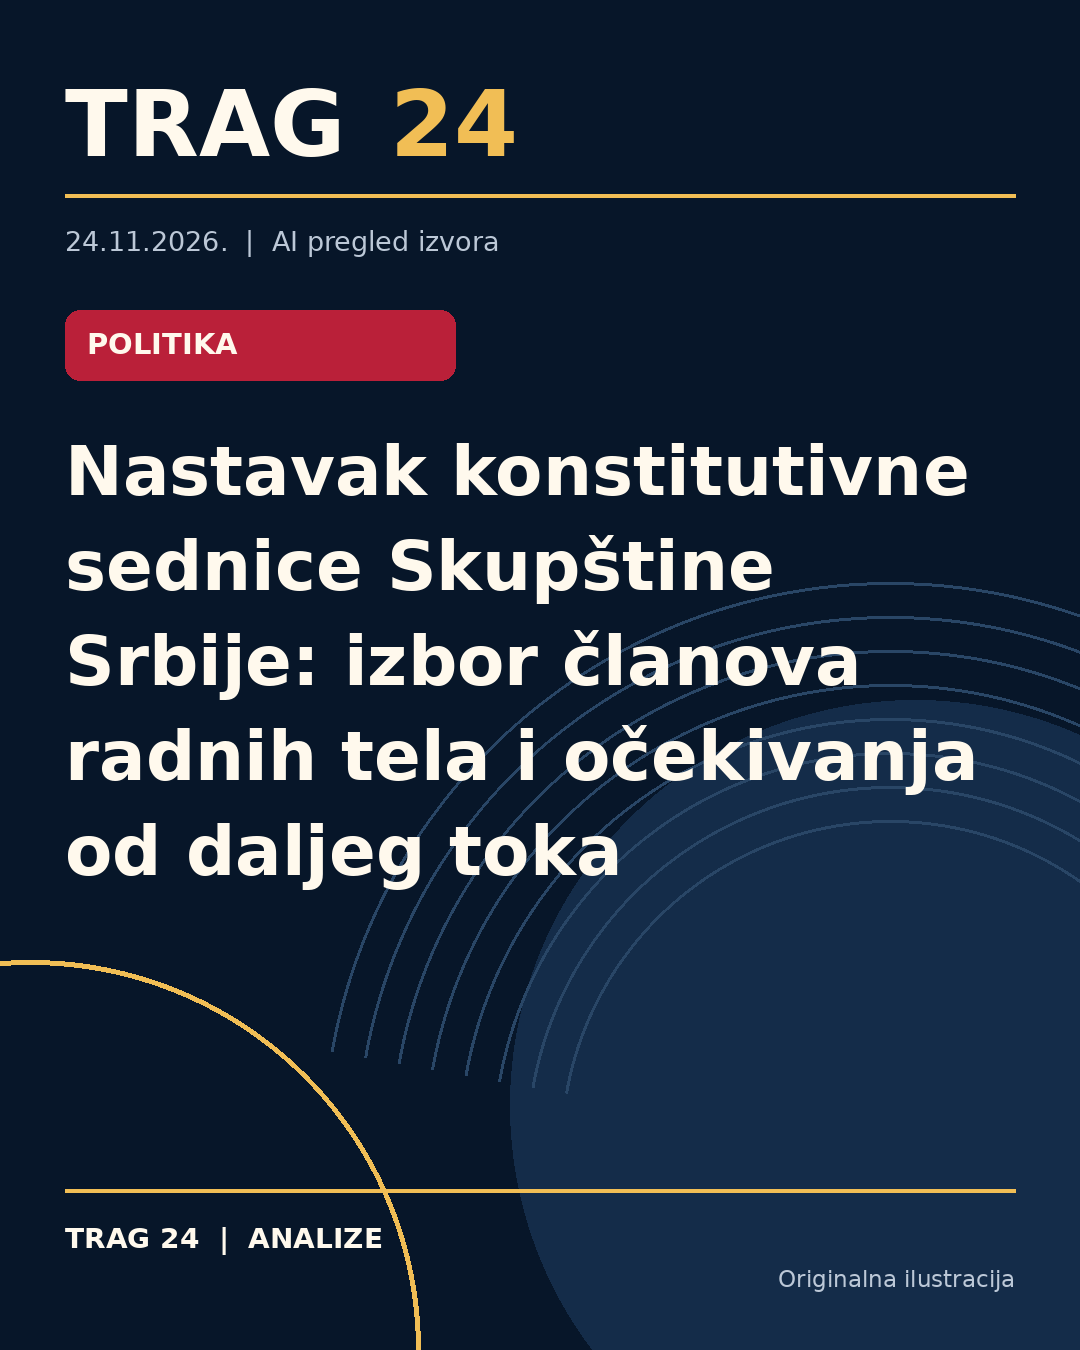 TRAG 24
24.11.2026. | AI pregled izvora
POLITIKA
Nastavak konstitutivne
sednice Skupštine
Srbije: izbor članova
radnih tela i očekivanja
od daljeg toka
TRAG 24 | ANALIZE
Originalna ilustracija